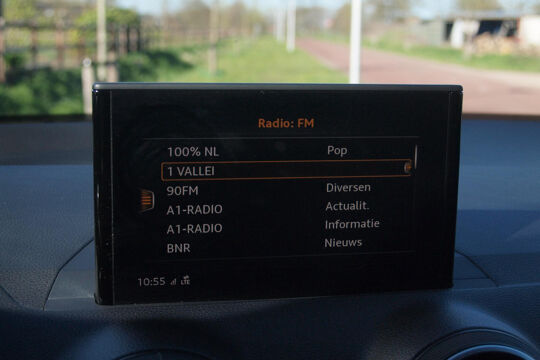 Radio: FM
100% NL Pop
1 VALLEI
90FM Diversen
A1-RADIO Actualit.
A1-RADIO Informatie
BNR Nieuws
10:55 LTE